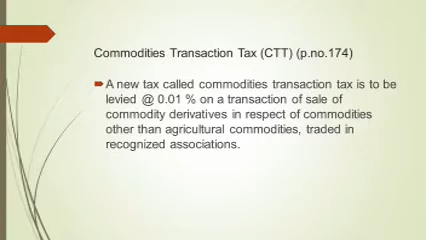 Commodities Transaction Tax (CTT) (p.no.174)
A new tax called commodities transaction tax is to be
levied @ 0.01 % on a transaction of sale of
commodity derivatives in respect of commodities
other than agricultural commodities, traded in
recognized associations.